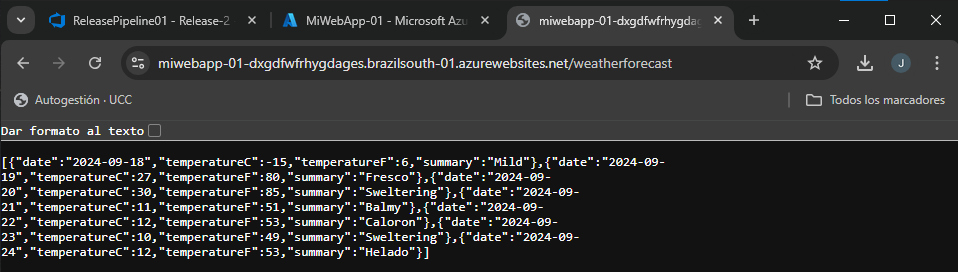 ReleasePipeline01 - Release-2
MiWebApp-01 - Microsoft Azu
miwebapp-01-dxgdfwfrhygdages
miwebapp-01-dxgdfwfrhygdages.brazilsouth-01.azurewebsites.net/weatherforecast
J
Autogestión · UCC
Todos los marcadores
Dar formato al texto
[{"date":"2024-09-18","temperatureC":-15,"temperatureF":6,"summary":"Mild"},{"date":"2024-09-
19","temperatureC":27,"temperatureF":80,"summary":"Fresco"},{"date":"2024-09-
20","temperatureC":30,"temperatureF":85,"summary":"Sweltering"},{"date":"2024-09-
21","temperatureC":11,"temperatureF":51,"summary":"Balmy"},{"date":"2024-09-
22","temperatureC":12,"temperatureF":53,"summary":"Caloron"},{"date":"2024-09-
23","temperatureC":10,"temperatureF":49,"summary":"Sweltering"},{"date":"2024-09-
24","temperatureC":12,"temperatureF":53,"summary":"Helado"}]